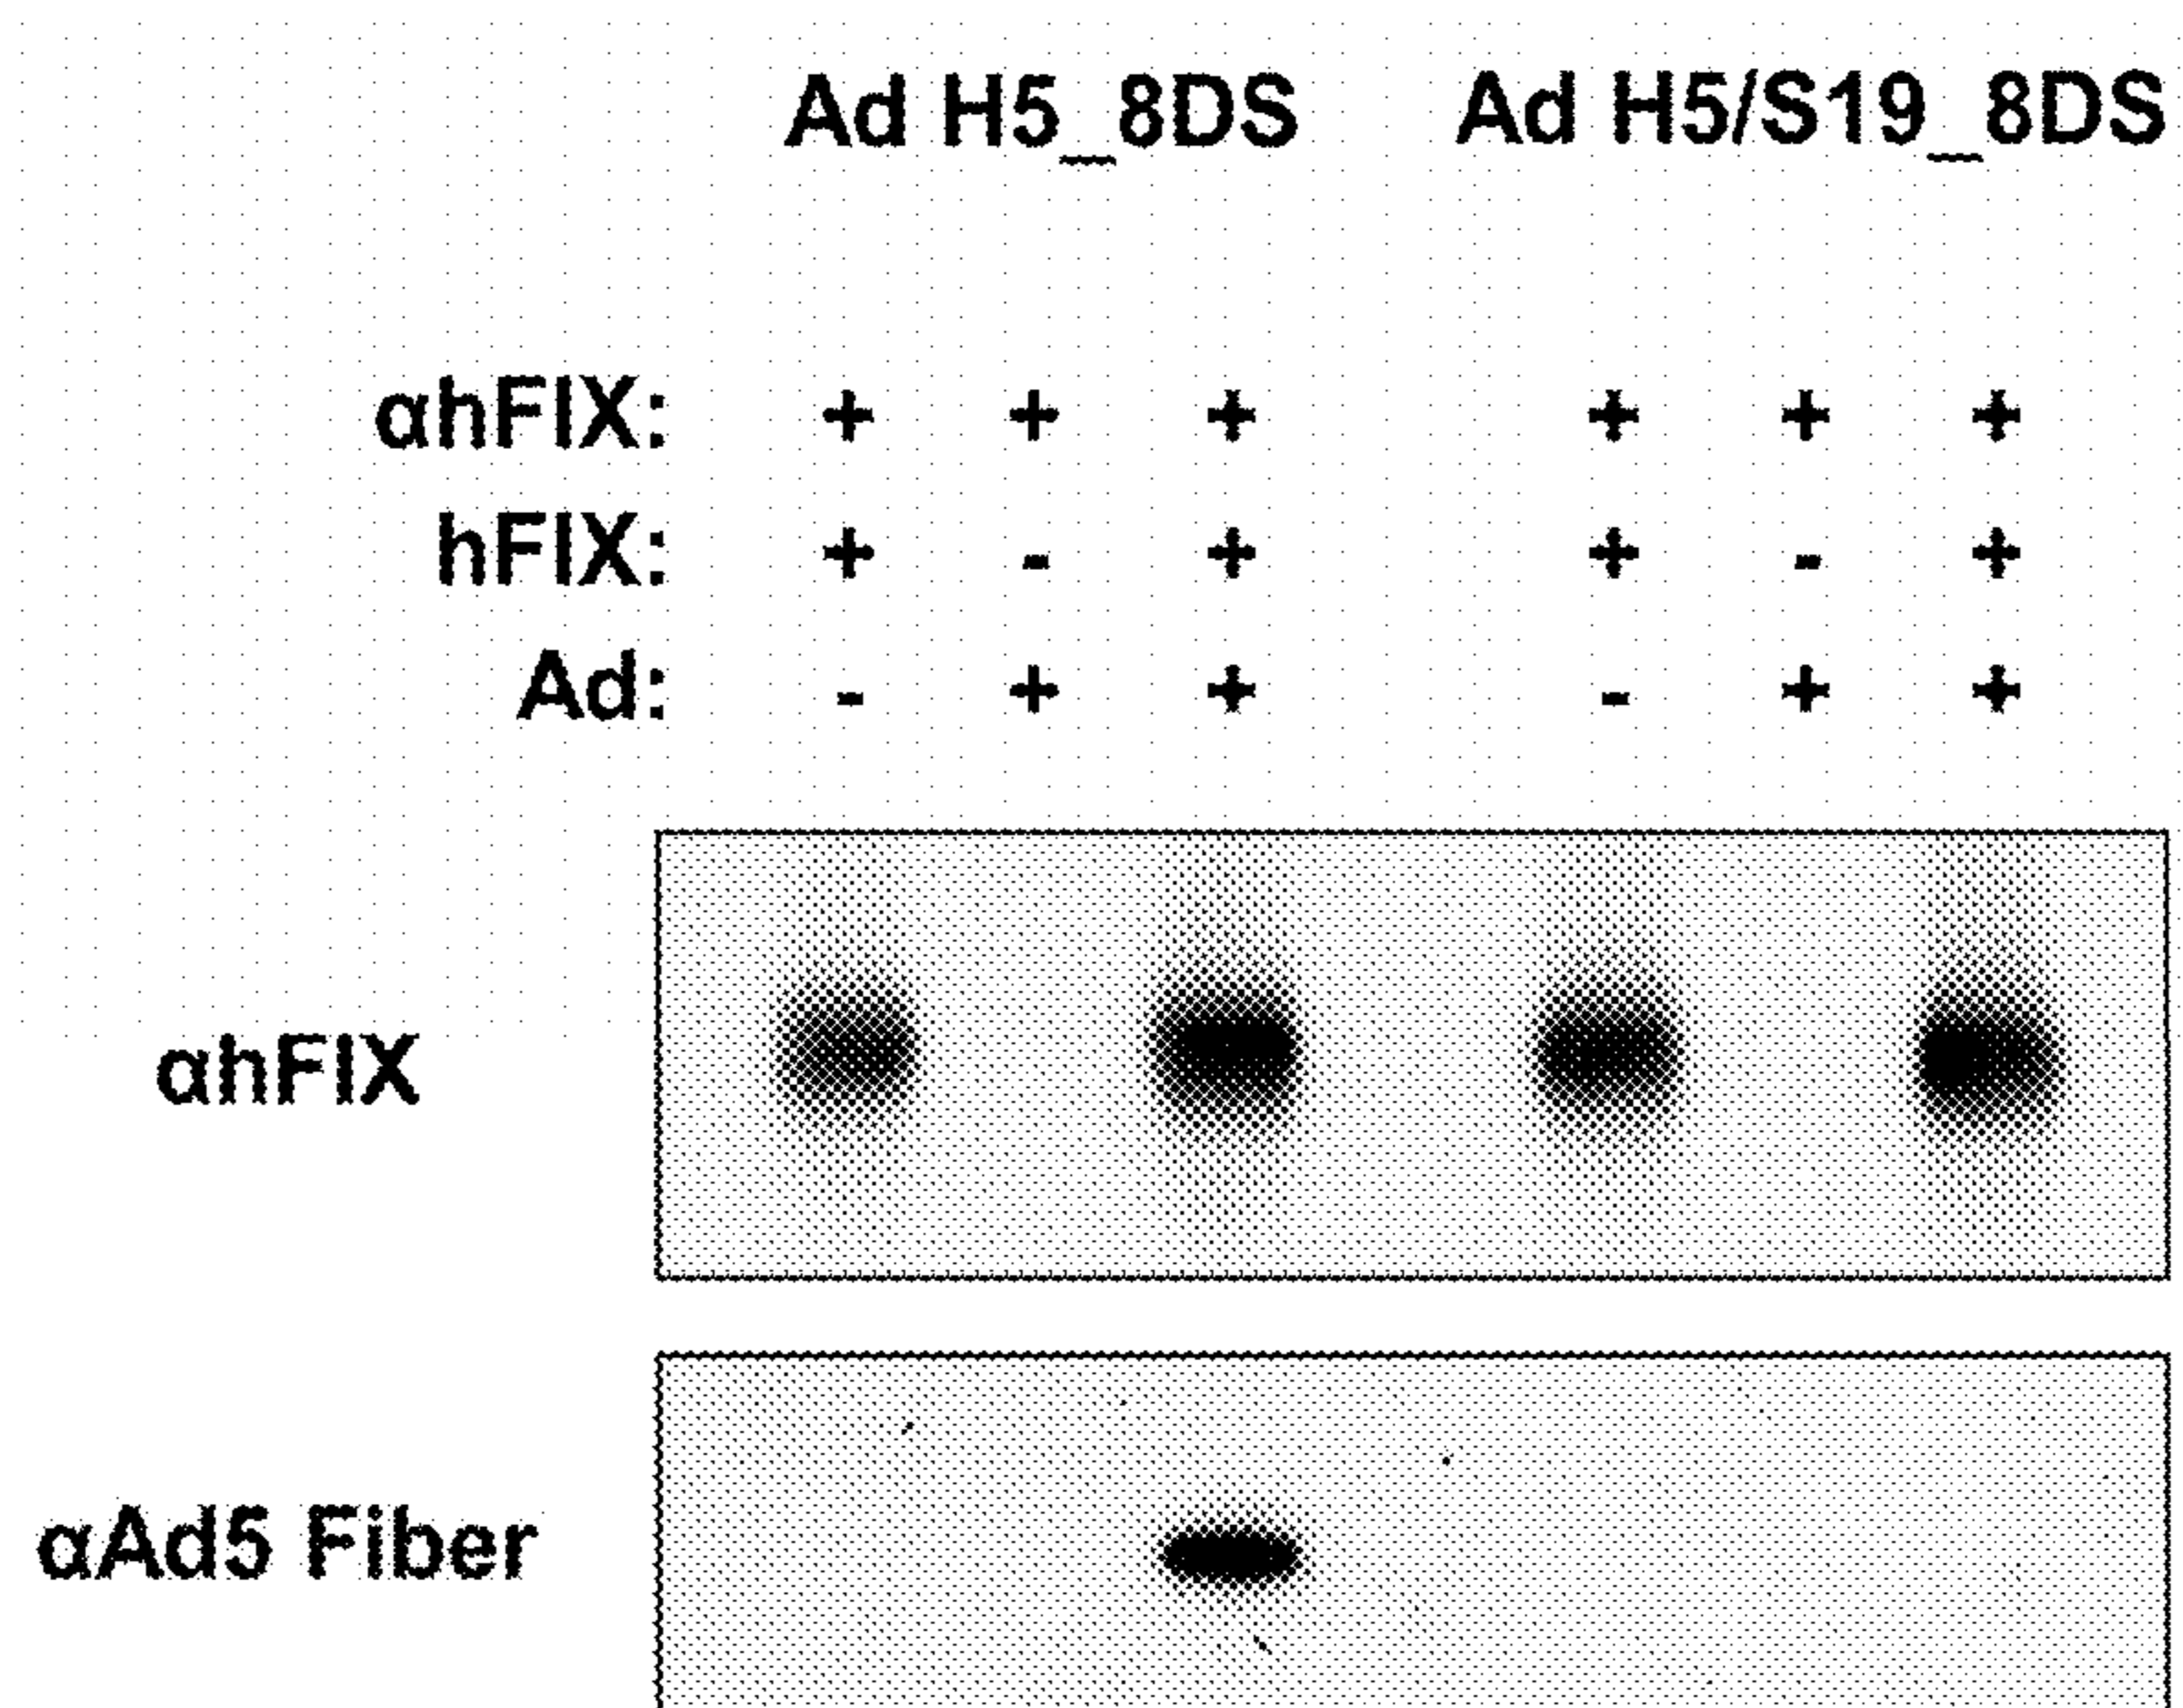 Ad H5_8DS Ad H5/S19_8DS
αhFIX: + + + + + +
hFIX: + - + + - +
Ad: - + + - + +
αhFIX
αAd5 Fiber